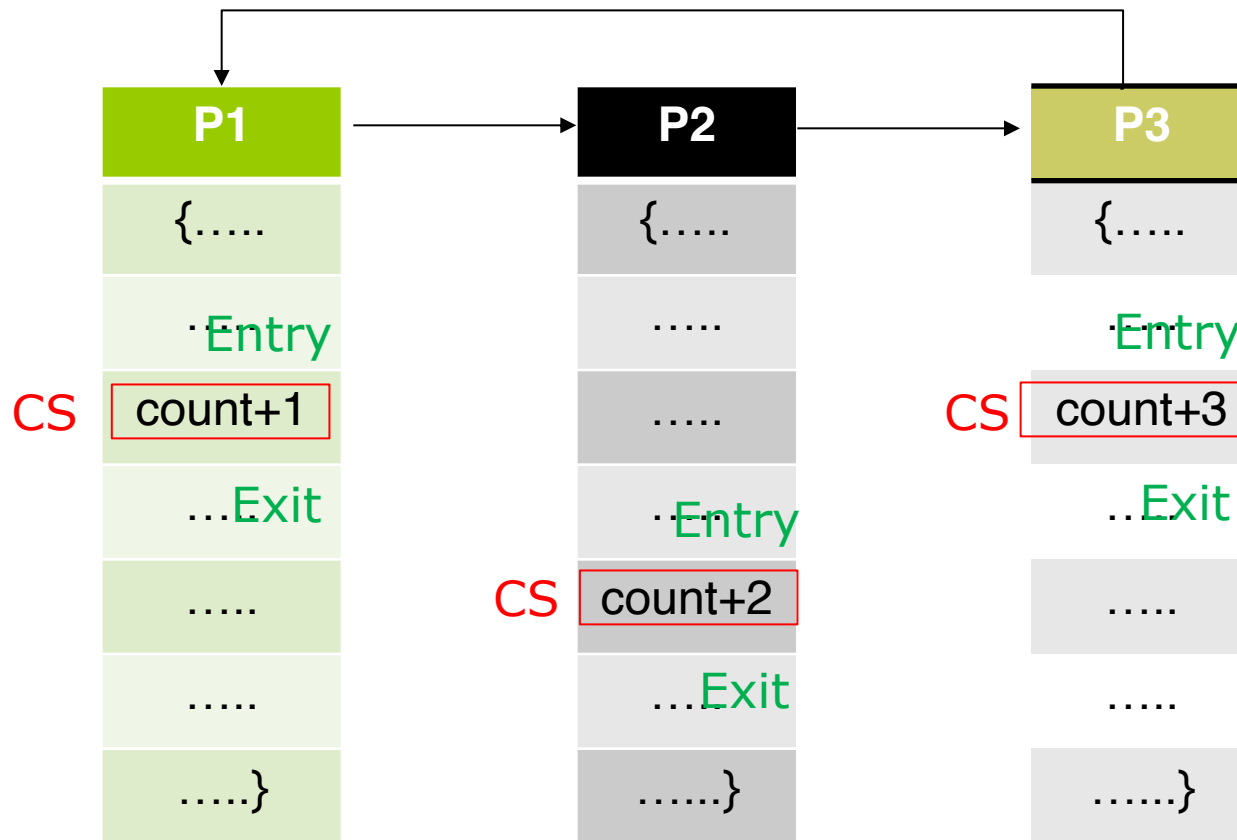 P1
P2
P3
{.....
{.....
{.....
.....
Entry
.....
.....
Entry
CS
count+1
.....
CS
count+3
.....
Exit
.....
Entry
.....
Exit
.....
CS
count+2
.....
.....
.....
Exit
.....
.....}
......}
......}